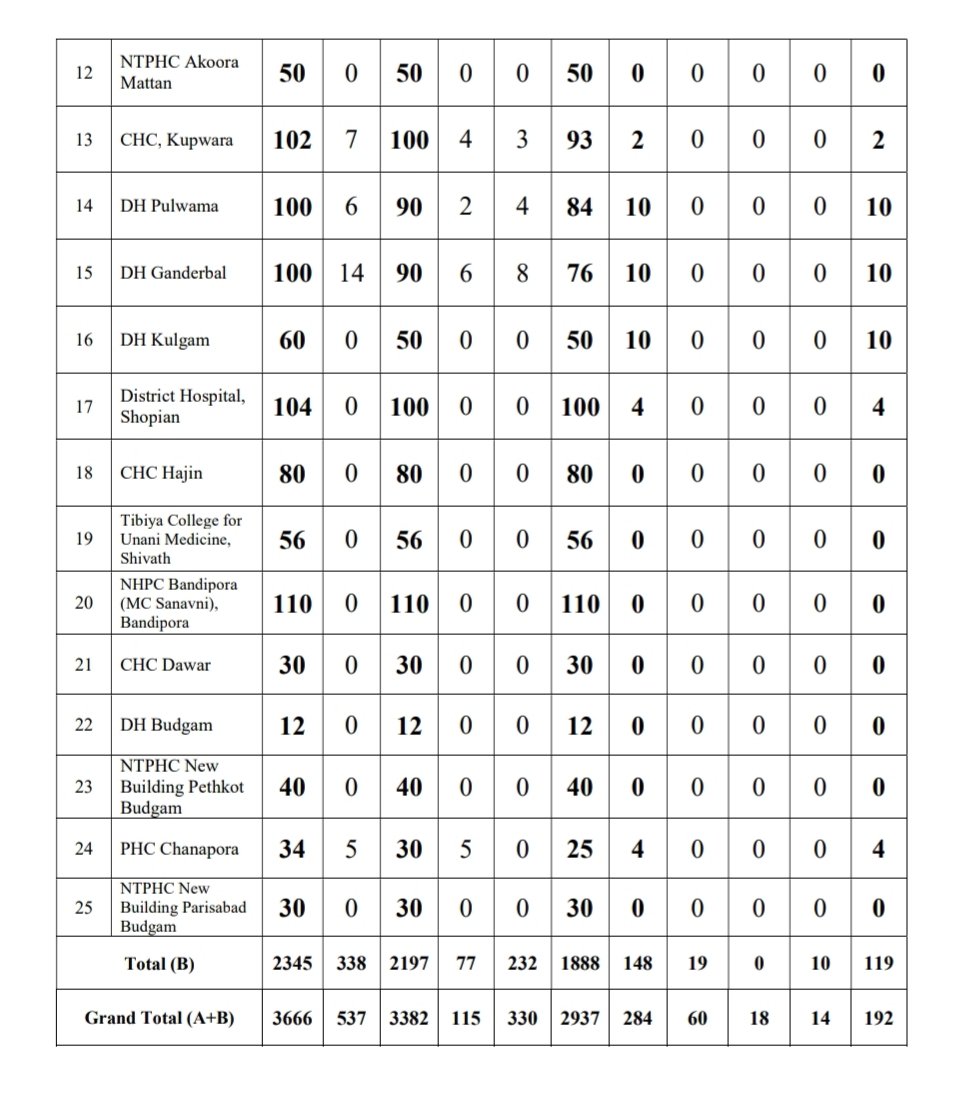 12 NTPHC Akoora Mattan 50 0 50 0 0 50 0 0 0 0 0
13 CHC, Kupwara 102 7 100 4 3 93 2 0 0 0 2
14 DH Pulwama 100 6 90 2 4 84 10 0 0 0 10
15 DH Ganderbal 100 14 90 6 8 76 10 0 0 0 10
16 DH Kulgam 60 0 50 0 0 50 10 0 0 0 10
17 District Hospital, Shopian 104 0 100 0 0 100 4 0 0 0 4
18 CHC Hajin 80 0 80 0 0 80 0 0 0 0 0
19 Tibiya College for Unani Medicine, Shivath 56 0 56 0 0 56 0 0 0 0 0
20 NHPC Bandipora (MC Sanavni), Bandipora 110 0 110 0 0 110 0 0 0 0 0
21 CHC Dawar 30 0 30 0 0 30 0 0 0 0 0
22 DH Budgam 12 0 12 0 0 12 0 0 0 0 0
23 NTPHC New Building Pethkot Budgam 40 0 40 0 0 40 0 0 0 0 0
24 PHC Chanapora 34 5 30 5 0 25 4 0 0 0 4
25 NTPHC New Building Parisabad Budgam 30 0 30 0 0 30 0 0 0 0 0
Total (B) 2345 338 2197 77 232 1888 148 19 0 10 119
Grand Total (A+B) 3666 537 3382 115 330 2937 284 60 18 14 192